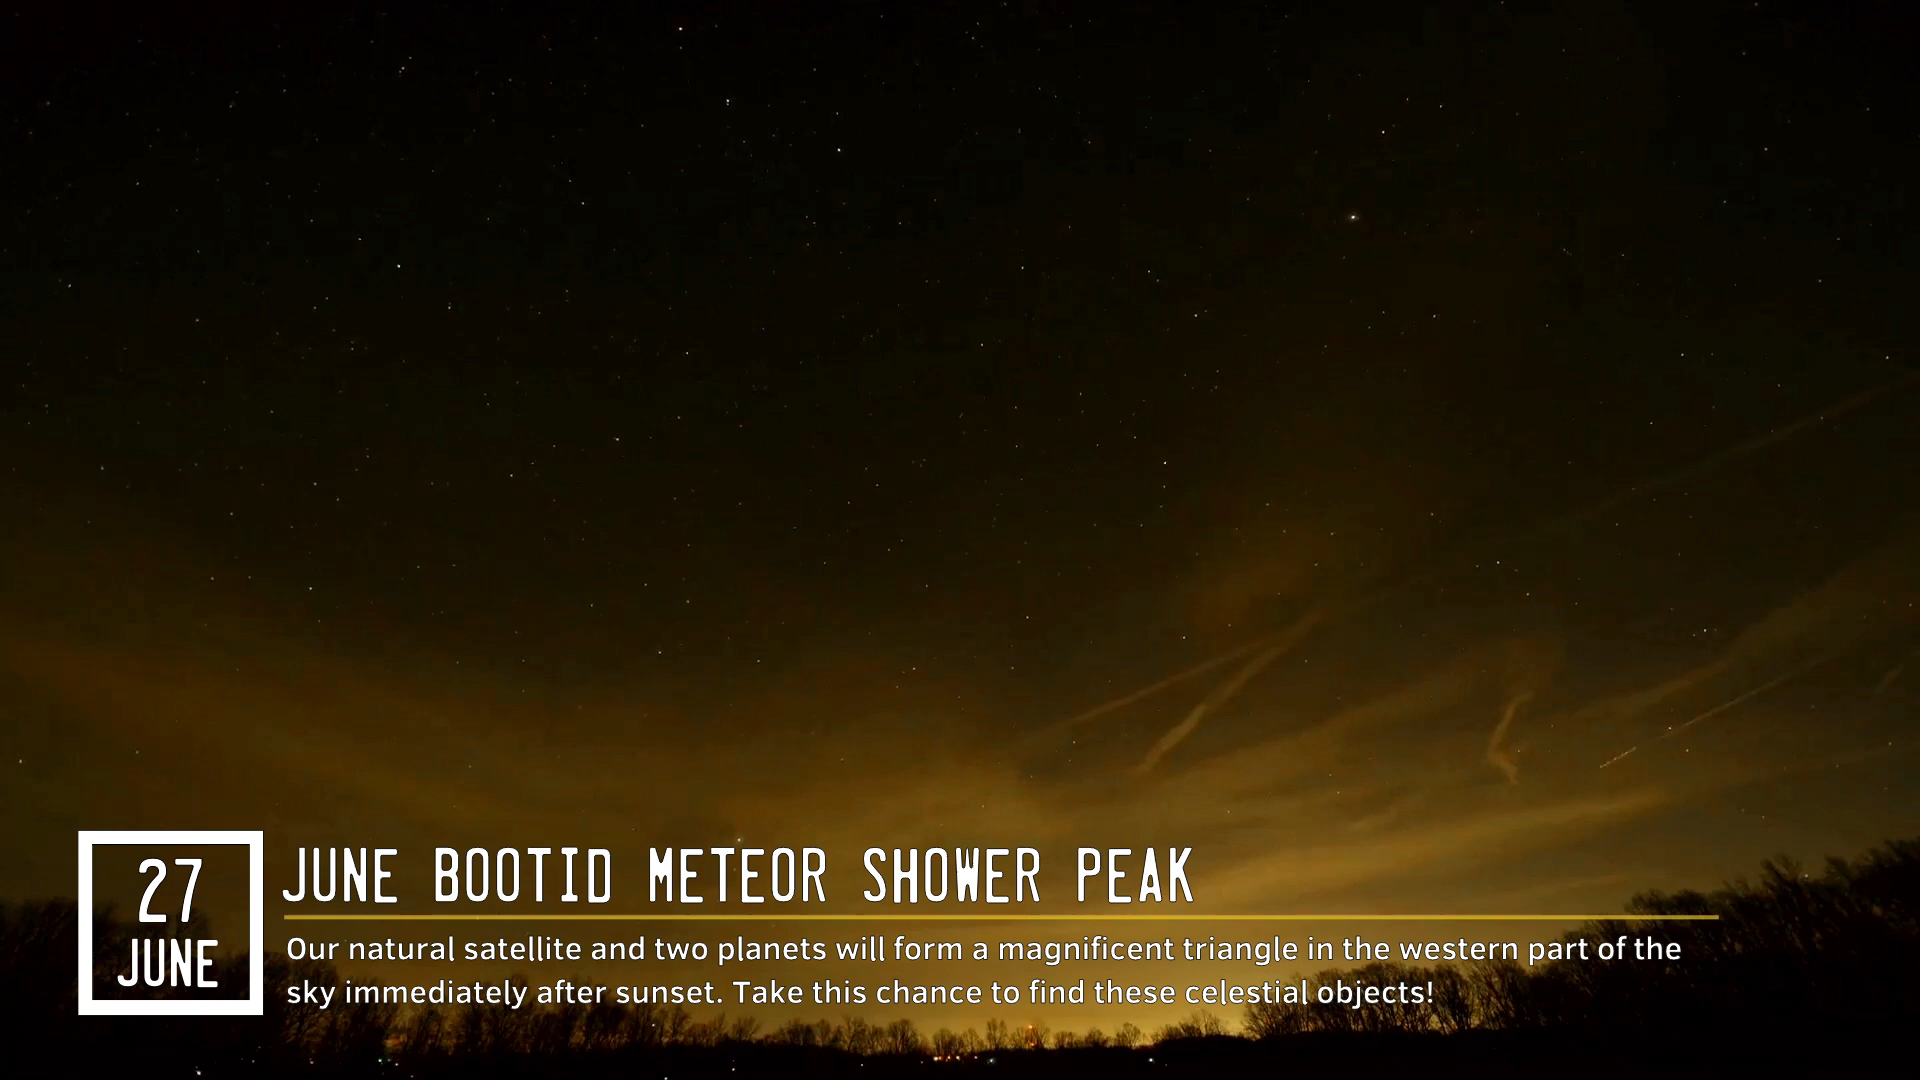 27
JUNE
JUNE BOOTID METEOR SHOWER PEAK
Our natural satellite and two planets will form a magnificent triangle in the western part of the
sky immediately after sunset. Take this chance to find these celestial objects!